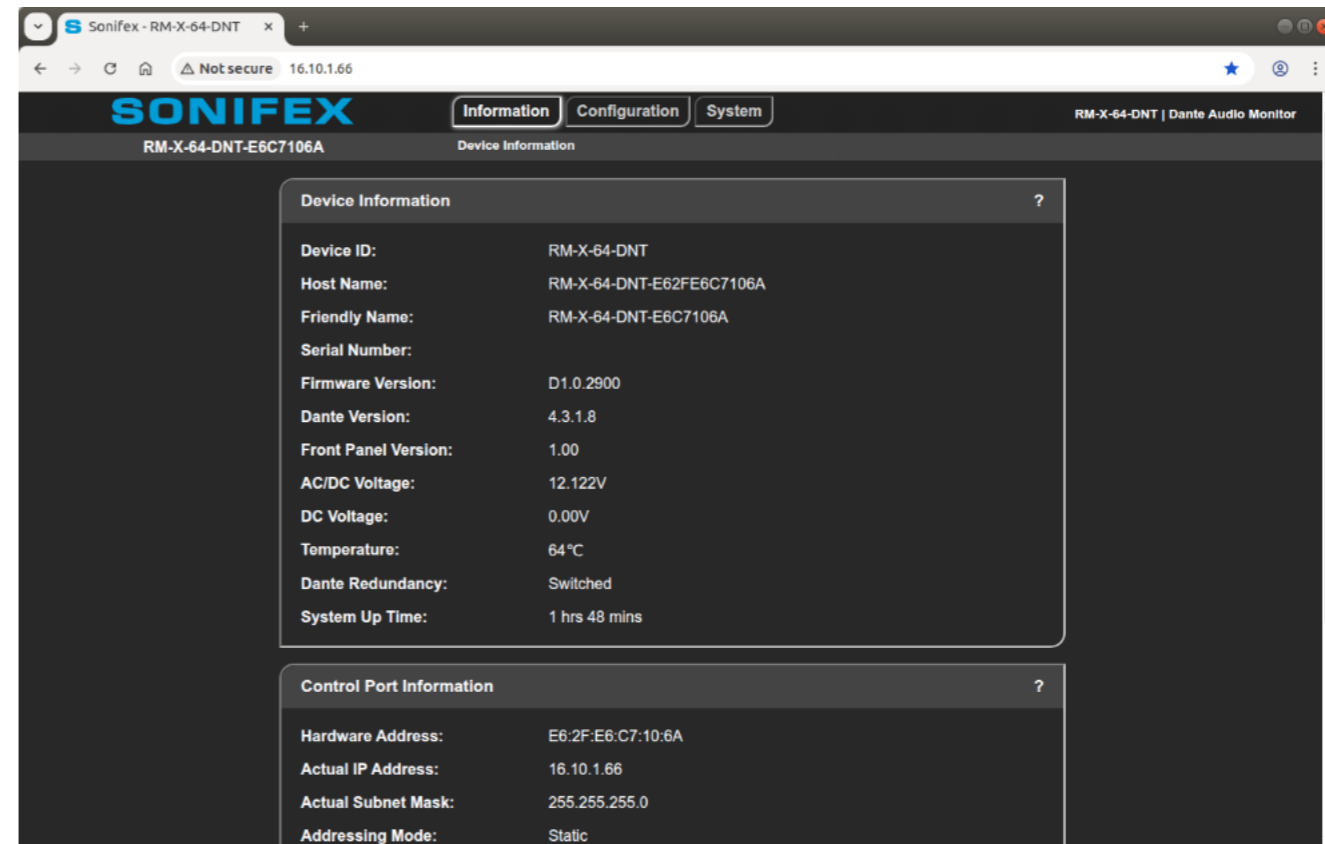 Sonifex - RM-X-64-DNT × +
Not secure 16.10.1.66
SONIFEX Information Configuration System RM-X-64-DNT | Dante Audio Monitor
RM-X-64-DNT-E6C7106A Device Information
Device Information ?
Device ID: RM-X-64-DNT
Host Name: RM-X-64-DNT-E62FE6C7106A
Friendly Name: RM-X-64-DNT-E6C7106A
Serial Number:
Firmware Version: D1.0.2900
Dante Version: 4.3.1.8
Front Panel Version: 1.00
AC/DC Voltage: 12.122V
DC Voltage: 0.00V
Temperature: 64°C
Dante Redundancy: Switched
System Up Time: 1 hrs 48 mins
Control Port Information ?
Hardware Address: E6:2F:E6:C7:10:6A
Actual IP Address: 16.10.1.66
Actual Subnet Mask: 255.255.255.0
Addressing Mode: Static